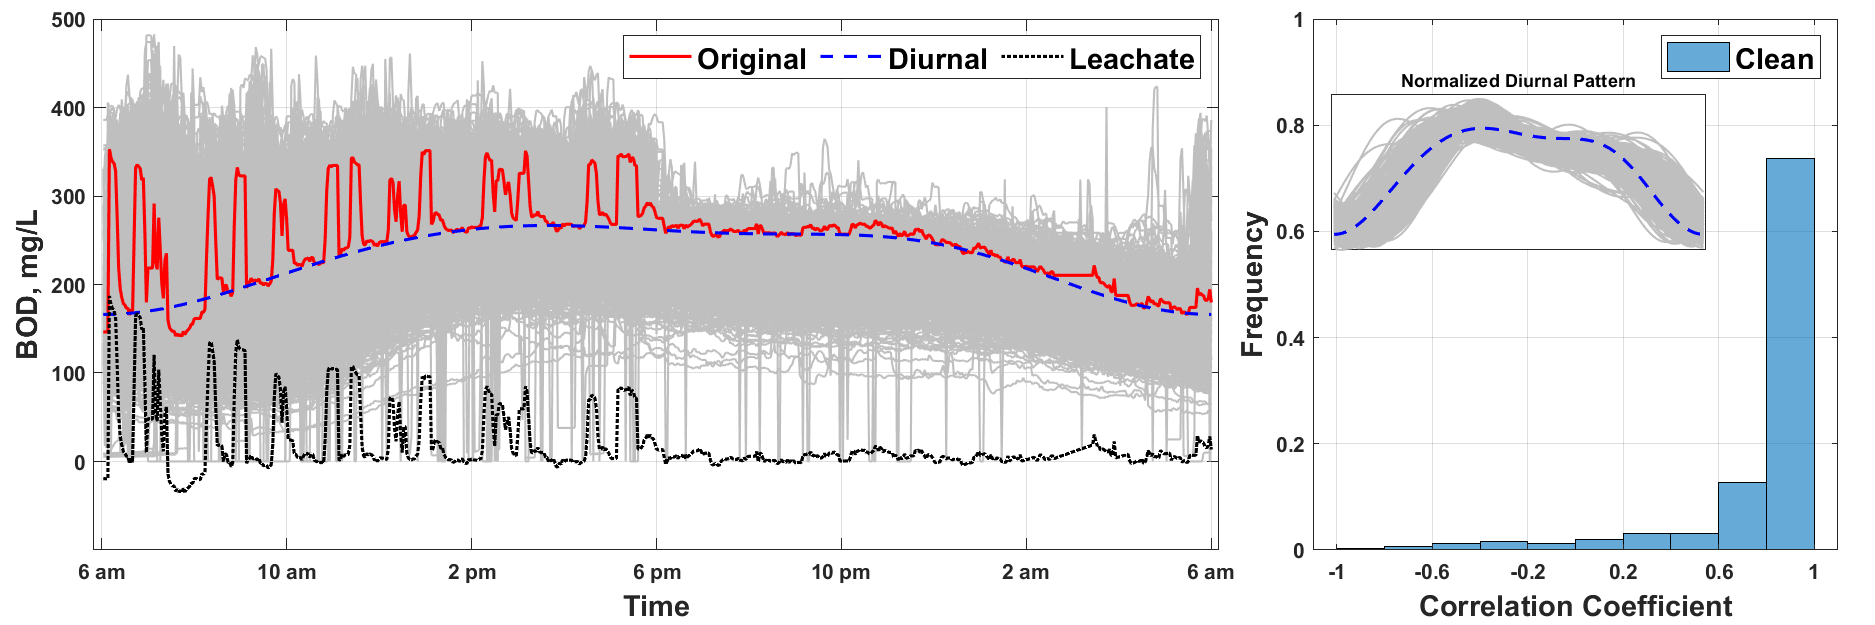 500
400
300
200
100
0
BOD, mg/L
Original Diurnal Leachate
6 am 10 am 2 pm 6 pm 10 pm 2 am 6 am
Time
1
0.8
0.6
0.4
0.2
0
Frequency
Clean
Normalized Diurnal Pattern
-1 -0.6 -0.2 0.2 0.6 1
Correlation Coefficient